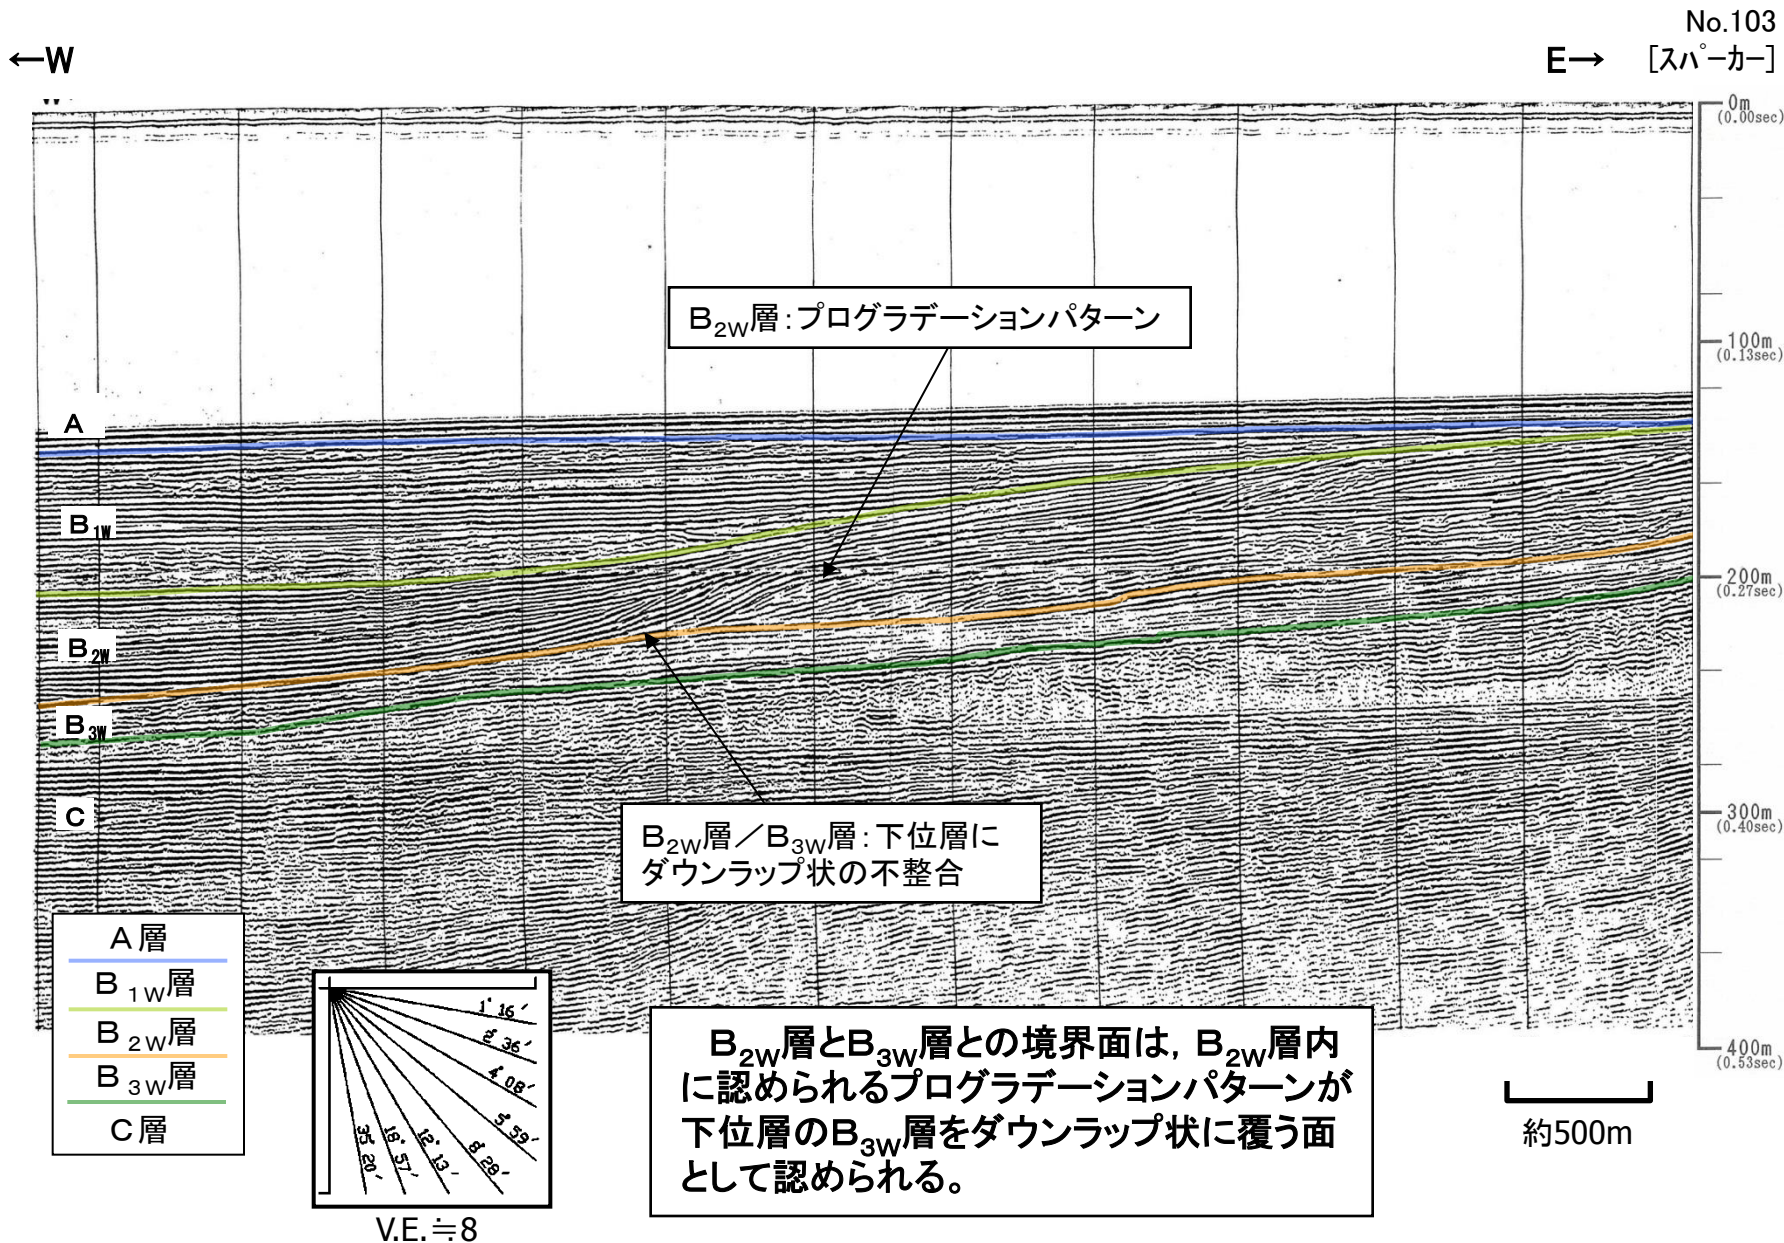 No.103
←W
E→
[スパーカー]
W
0m
(0.00sec)
B2W層:プログラデーションパターン
100m
(0.13sec)
A
B1W
200m
(0.27sec)
B2W
B3W
C
300m
(0.40sec)
B2W層/B3W層:下位層に
ダウンラップ状の不整合
A層
B1W層
B2W層
B3W層
C層
1°16′
2°36′
4°08′
5°59′
8°28′
12°13′
18°57′
35°20′
V.E.≒8
B2W層とB3W層との境界面は,B2W層内
に認められるプログラデーションパターンが
下位層のB3W層をダウンラップ状に覆う面
として認められる。
400m
(0.53sec)
約500m